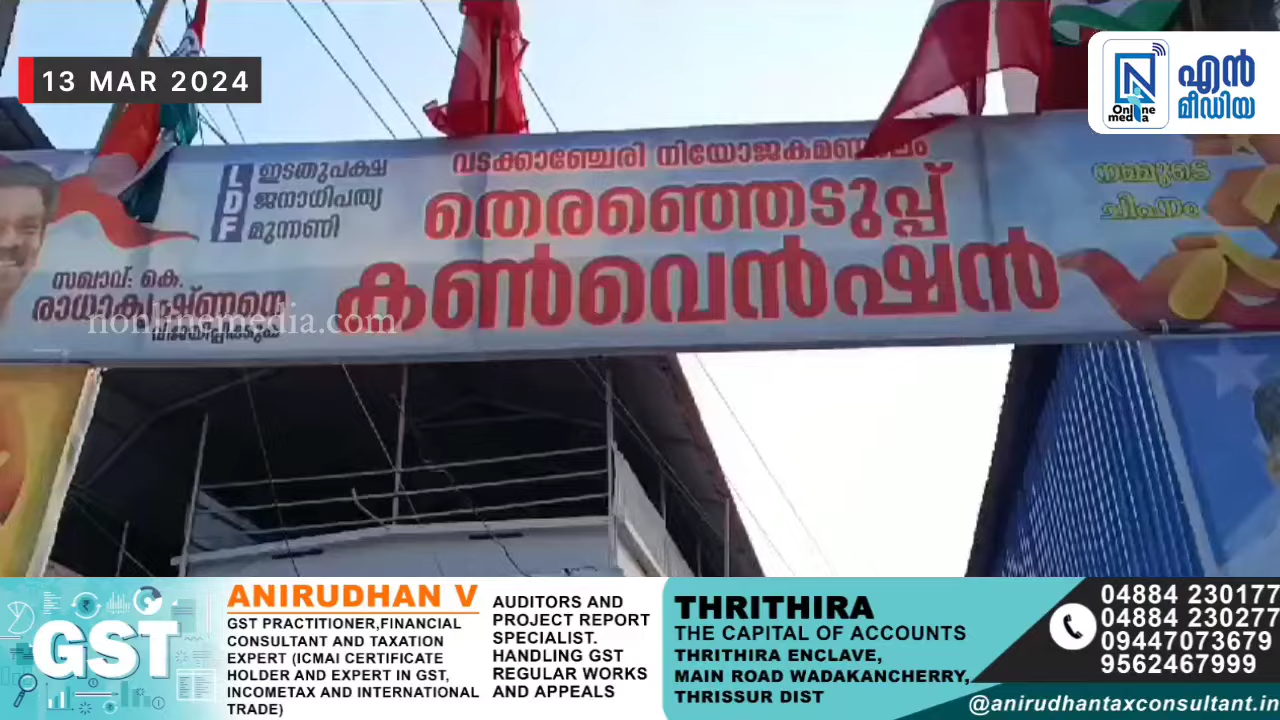 13 MAR 2024
N
Online
media
എൻ
മീഡിയ
LDF
ഇടതുപക്ഷ
ജനാധിപത്യ
മുന്നണി
വടക്കാഞ്ചേരി നിയോജകമണ്ഡലം
തെരഞ്ഞെടുപ്പ്
കൺവെൻഷൻ
നമ്മുടെ
ചിഹ്നം
സഖാവ്: കെ.
രാധാകൃഷ്ണനെ
വിജയിപ്പിക്കുക
nonlinemedia.com
GST
ANIRUDHAN V
GST PRACTITIONER,FINANCIAL
CONSULTANT AND TAXATION
EXPERT (ICMAI CERTIFICATE
HOLDER AND EXPERT IN GST,
INCOMETAX AND INTERNATIONAL
TRADE)
AUDITORS AND
PROJECT REPORT
SPECIALIST.
HANDLING GST
REGULAR WORKS
AND APPEALS
THRITHIRA
THE CAPITAL OF ACCOUNTS
THRITHIRA ENCLAVE,
MAIN ROAD WADAKANCHERRY,
THRISSUR DIST
04884 230177
04884 230277
09447073679
9562467999
@anirudhantaxconsultant.in